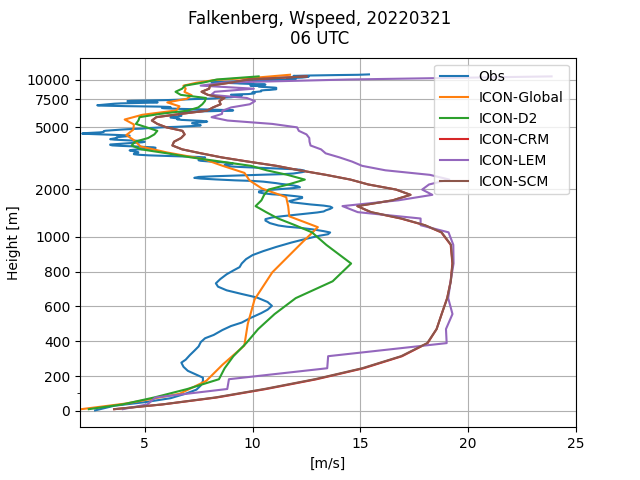 Falkenberg, Wspeed, 20220321
06 UTC
Height [m]
10000
7500
5000
2000
1000
800
600
400
200
0
5
10
15
20
25
[m/s]
Obs
ICON-Global
ICON-D2
ICON-CRM
ICON-LEM
ICON-SCM